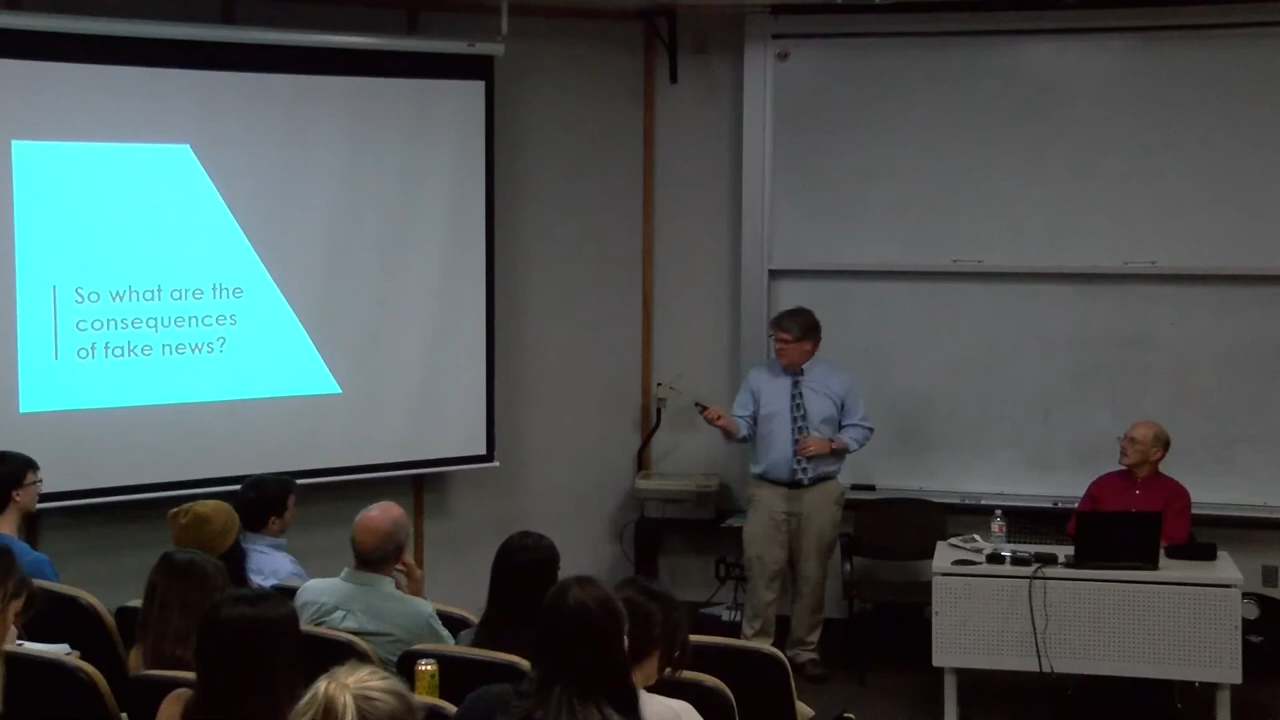 So what are the
consequences
of fake news?